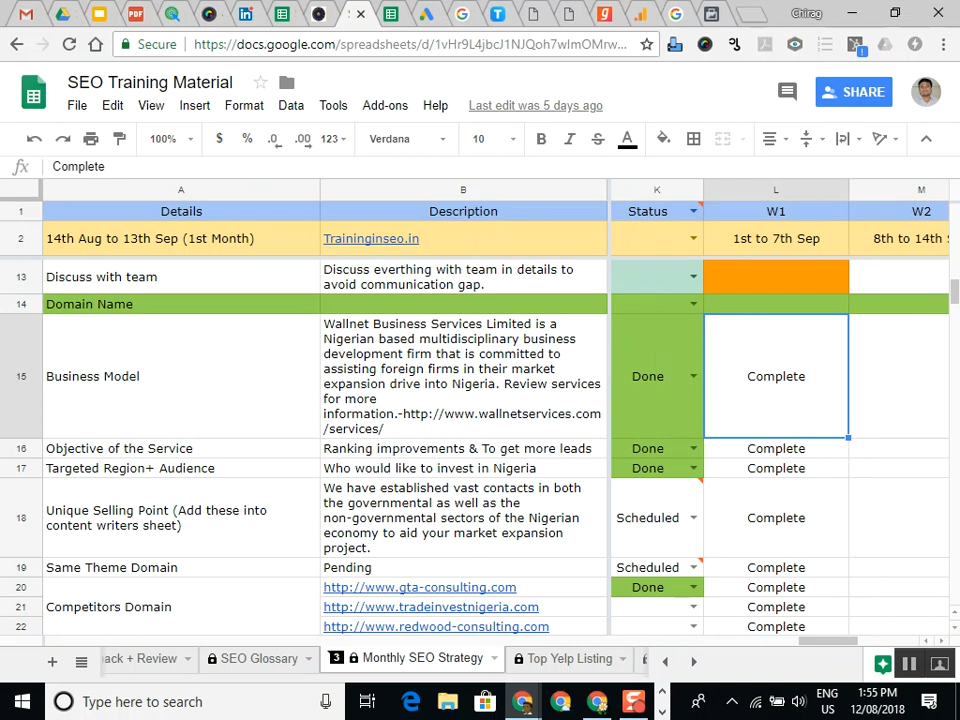 Chirag
Secure
https://docs.google.com/spreadsheets/d/1vHr9L4jbcJ1NJQoh7wImOMrw...
SEO Training Material
File Edit View Insert Format Data Tools Add-ons Help Last edit was 5 days ago
SHARE
100% $ % .0 .00 123 Verdana 10 B I S A
fx Complete
A B K L M
1 Details Description Status W1 W2
2 14th Aug to 13th Sep (1st Month) Traininginseo.in 1st to 7th Sep 8th to 14th
13 Discuss with team Discuss everthing with team in details to
avoid communication gap.
14 Domain Name
Wallnet Business Services Limited is a
Nigerian based multidisciplinary business
development firm that is committed to
assisting foreign firms in their market
15 Business Model expansion drive into Nigeria. Review services Done Complete
for more
information.-http://www.wallnetservices.com
/services/
16 Objective of the Service Ranking improvements & To get more leads Done Complete
17 Targeted Region+ Audience Who would like to invest in Nigeria Done Complete
We have established vast contacts in both
the governmental as well as the
18 Unique Selling Point (Add these into non-governmental sectors of the Nigerian Scheduled Complete
content writers sheet) economy to aid your market expansion
project.
19 Same Theme Domain Pending Scheduled Complete
20 http://www.gta-consulting.com Done Complete
21 Competitors Domain http://www.tradeinvestnigeria.com Complete
22 http://www.redwood-consulting.com Complete
ack + Review SEO Glossary 3 Monthly SEO Strategy Top Yelp Listing
Type here to search
ENG
US
1:55 PM
12/08/2018